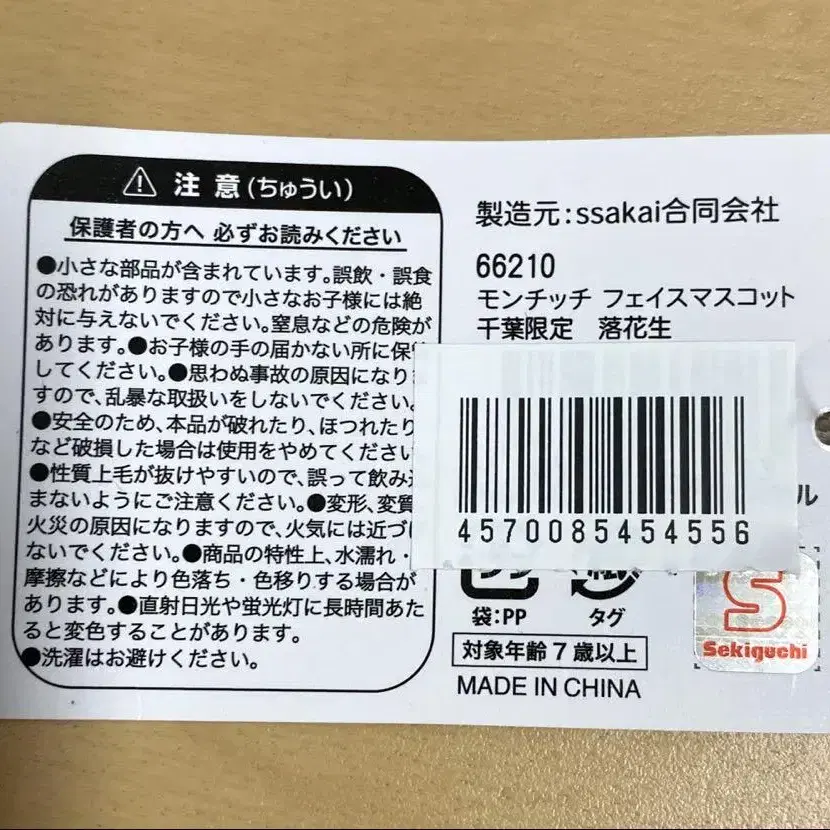 ⚠ 注意(ちゅうい)
保護者の方へ 必ずお読みください
●小さな部品が含まれています。誤飲・誤食
の恐れがありますので小さなお子様には絶
対に与えないでください。窒息などの危険が
あります。●お子様の手の届かない所に保
してください。●思わぬ事故の原因になりま
すので、乱暴な取扱いをしないでください。
●安全のため、本品が破れたり、ほつれたり
など破損した場合は使用をやめてください
●性質上毛が抜けやすいので、誤って飲み込
まないようにご注意ください。●変形、変質
火災の原因になりますので、火気には近づけ
ないでください。●商品の特性上、水濡れ・
摩擦などにより色落ち・色移りする場合が
あります。●直射日光や蛍光灯に長時間あた
ると変色することがあります。
●洗濯はお避けください。
製造元:ssakai合同会社
66210
モンチッチ フェイスマスコット
千葉限定 落花生
ル
4570085454556
袋:PP
タグ
対象年齢7歳以上
MADE IN CHINA
S
Sekiguchi